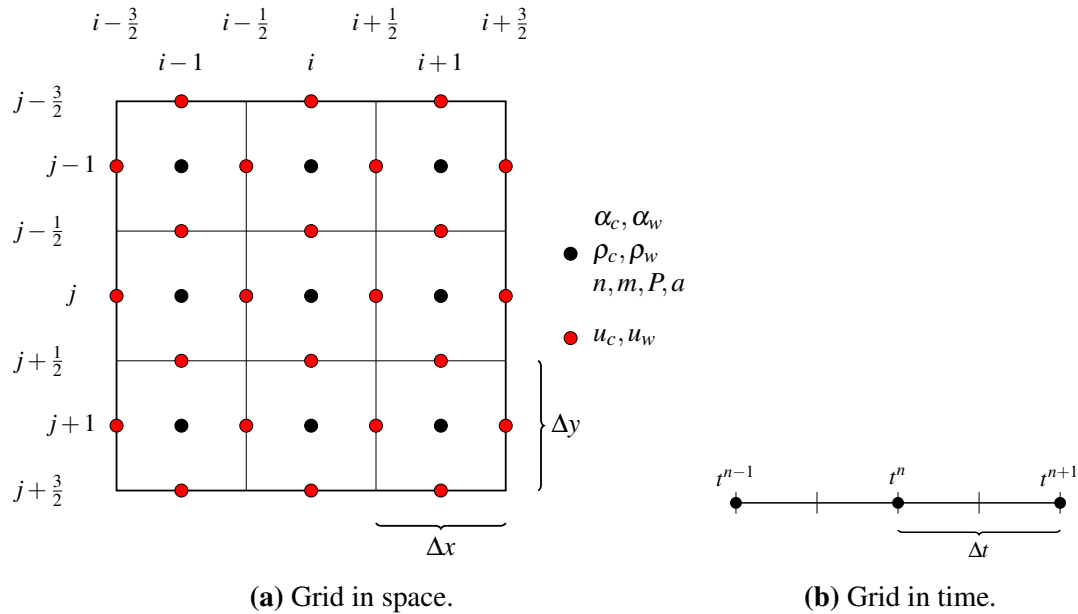 i − 3/2 i − 1/2 i + 1/2 i + 3/2
i − 1 i i + 1
j − 3/2
j − 1
j − 1/2
j
j + 1/2
j + 1
j + 3/2
α_c, α_w
ρ_c, ρ_w
n, m, P, a
u_c, u_w
Δy
Δx
t^{n−1} t^n t^{n+1}
Δt
(a) Grid in space.
(b) Grid in time.